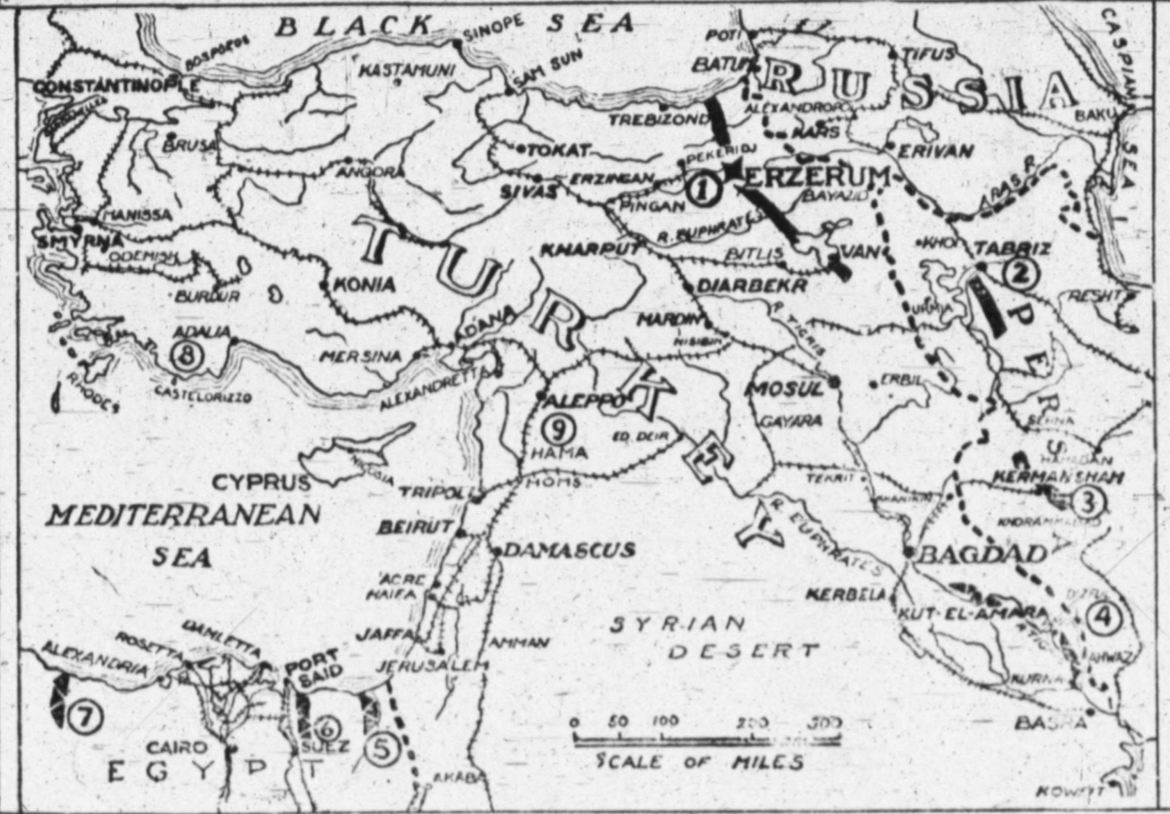 BLACK SEA
SINOPE
POTI
TIFUS
CASPIAN SEA
BOSPOROS
CONSTANTINOPLE
KASTAMUNI
SAM SUN
BATUM
RUSSIA
ALEXANDROPOL
BAKU
TREBIZOND
KARS
BRUSA
TOKAT
PEKERIDJ
ERIVAN
ANGORA
SIVAS
ERZINGAN
1
ERZERUM
ARAS R.
PINGAN
BAYAZID
MANISSA
SMYRNA
ODEMISH
TURKEY
R. EUPHRATES
KHARPUT
BITLIS
VAN
KHOI
TABRIZ
2
BURDUR
KONIA
DIARBEKR
URMIA
RESHT
PERSIA
ADALIA
8
ADANA
MERSINA
MARDIN
NISIBIN
R. TIGRIS
RHODES
CASTELORIZZO
ALEXANDRETTA
ALEPPO
MOSUL
ERBIL
9
ED. DEIR
GAYARA
SEHNA
HAMA
HAMADAN
CYPRUS
NICOSIA
TRIPOLI
HOMS
TEKRIT
KERMANSHAH
3
MEDITERRANEAN
SEA
BEIRUT
DAMASCUS
R. EUPHRATES
BAGDAD
ACRE
HAIFA
KERBELA
KUT-EL-AMARA
4
SYRIAN
DESERT
ALEXANDRIA
ROSETTA
DAMLETTA
JAFFA
AMMAN
JERUSALEM
PORT
SAID
AHWAZ
KURNA
BASRA
7
6
5
CAIRO
SUEZ
EGYPT
AKABA
0 50 100 200 300
SCALE OF MILES
KOWEIT